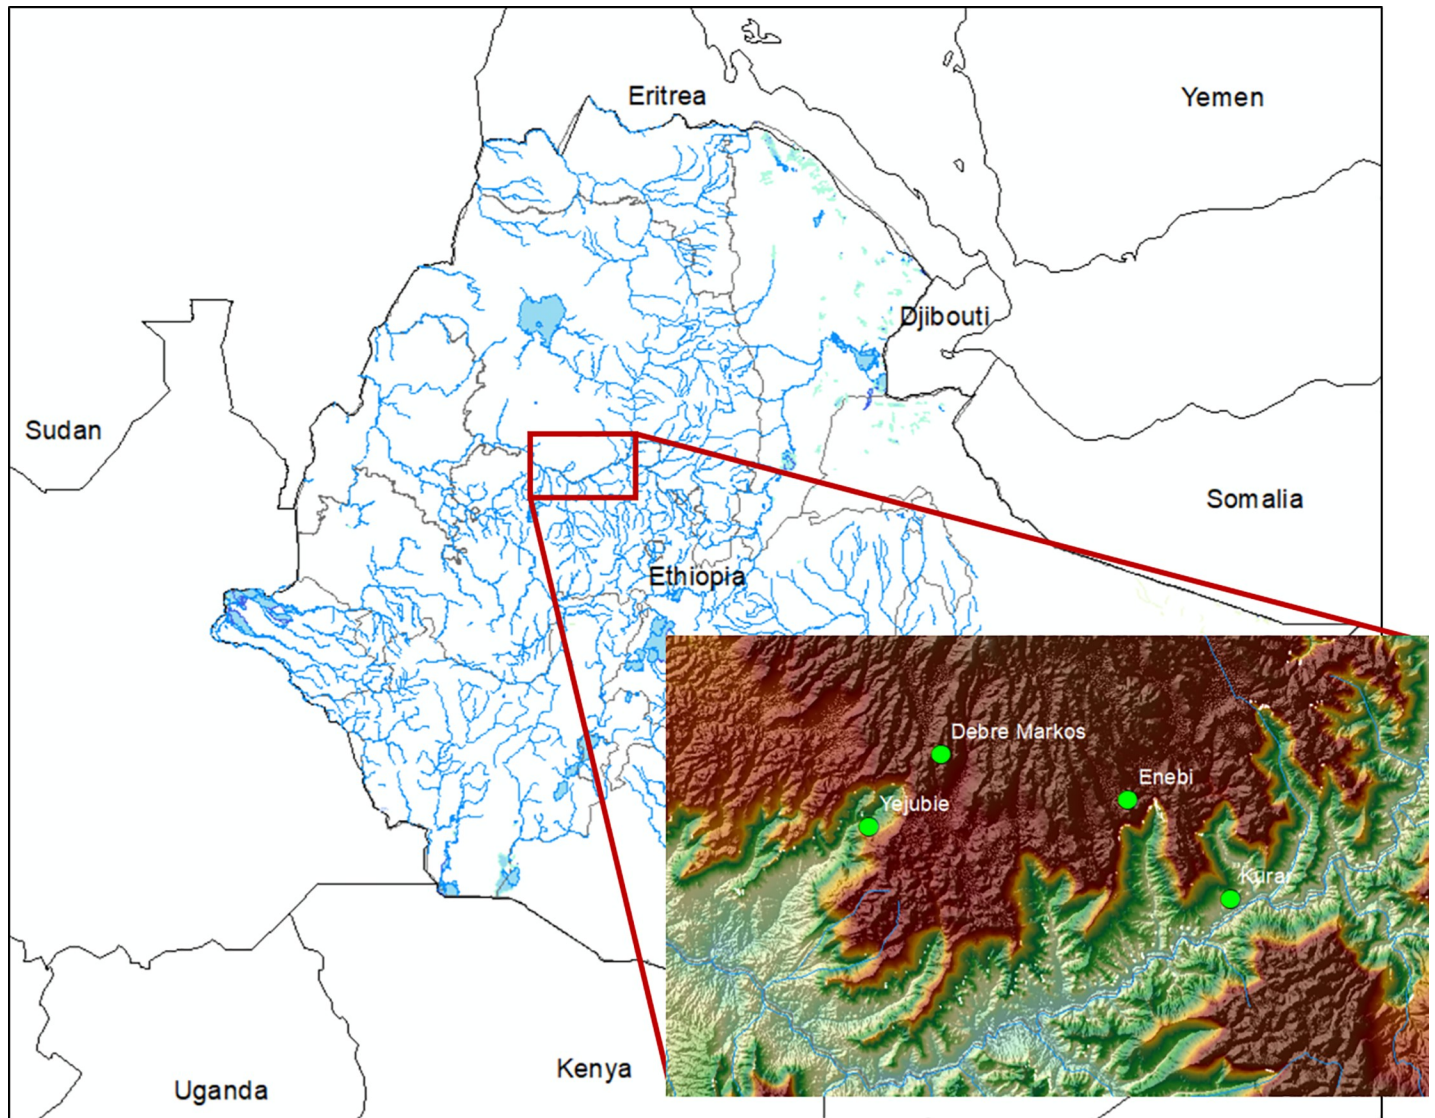 Eritrea
Yemen
Djibouti
Sudan
Somalia
Ethiopia
Debre Markos
Enebi
Yejubie
Kurar
Kenya
Uganda